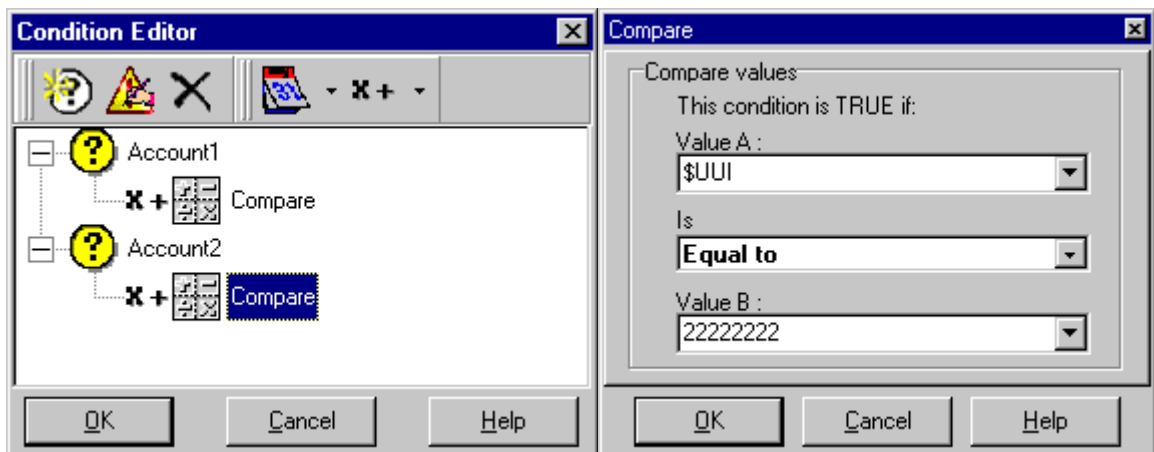 Condition Editor
Account1
Compare
Account2
Compare
OK Cancel Help
Compare
Compare values
This condition is TRUE if:
Value A :
$UUI
Is
Equal to
Value B :
22222222
OK Cancel Help